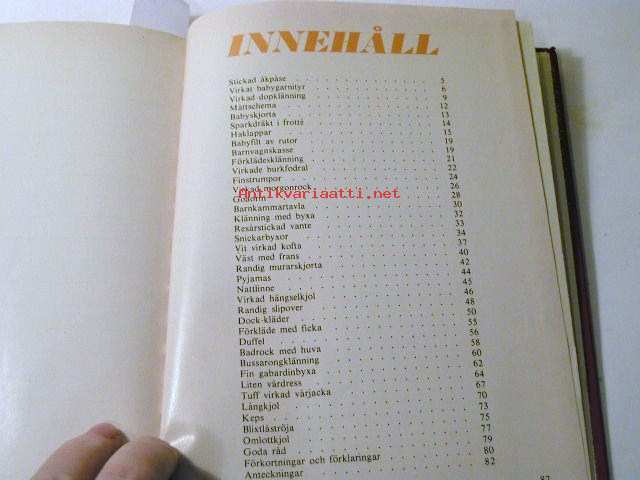 INNEHÅLL
Stickad åkpåse 5
Virkat babygarnityr 6
Virkad dopklänning 9
Måttschema 12
Babyskjorta 13
Sparkdräkt i frotté 14
Haklappar 15
Babyfilt av rutor 19
Barnvagnskasse 19
Förklädesklänning 21
Virkade burkfodral 22
Finstrumpor 24
Virkad morgonrock 26
Antikvariaatti.net
Godorm 28
Barnkammartavla 30
Klänning med byxa 32
Resårstickad vante 33
Snickarbyxor 34
Vit virkad kofta 37
Väst med frans 40
Randig murarskjorta 42
Pyjamas 44
Nattlinne 45
Virkad hängselkjol 46
Randig slipover 48
Dock-kläder 50
Förkläde med ficka 55
Duffel 56
Badrock med huva 58
Bussarongklänning 60
Fin gabardinbyxa 62
Liten vårdress 64
Tuff virkad vårjacka 67
Långkjol 70
Keps 73
Blixtlåströja 75
Omlottkjol 77
Goda råd 79
Förkortningar och förklaringar 80
Anteckningar 82
87